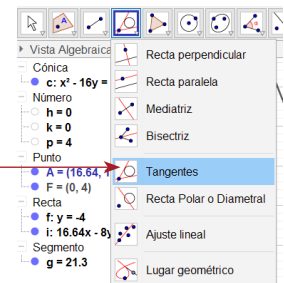 Vista Algebraica
Cónica
c: x² - 16y =
Número
h = 0
k = 0
p = 4
Punto
A = (16.64, 1
F = (0, 4)
Recta
f: y = -4
i: 16.64x - 8y
Segmento
g = 21.3
Recta perpendicular
Recta paralela
Mediatriz
Bisectriz
Tangentes
Recta Polar o Diametral
Ajuste lineal
Lugar geométrico